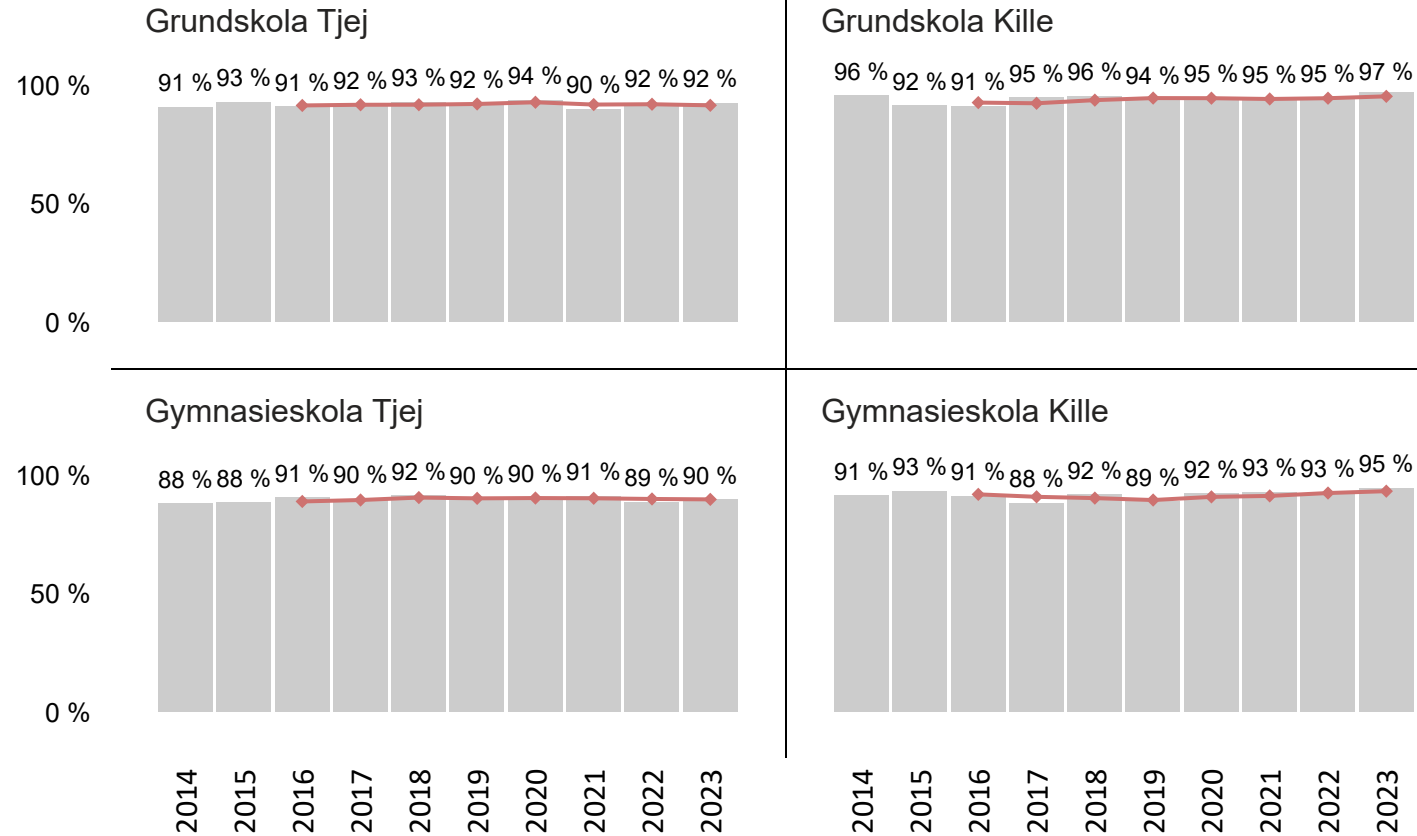 Grundskola Tjej
100 %
50 %
0 %
91 % 93 % 91 % 92 % 93 % 92 % 94 % 90 % 92 % 92 %
Grundskola Kille
96 % 92 % 91 % 95 % 96 % 94 % 95 % 95 % 95 % 97 %
Gymnasieskola Tjej
100 %
50 %
0 %
88 % 88 % 91 % 90 % 92 % 90 % 90 % 91 % 89 % 90 %
Gymnasieskola Kille
91 % 93 % 91 % 88 % 92 % 89 % 92 % 93 % 93 % 95 %
2014 2015 2016 2017 2018 2019 2020 2021 2022 2023
2014 2015 2016 2017 2018 2019 2020 2021 2022 2023